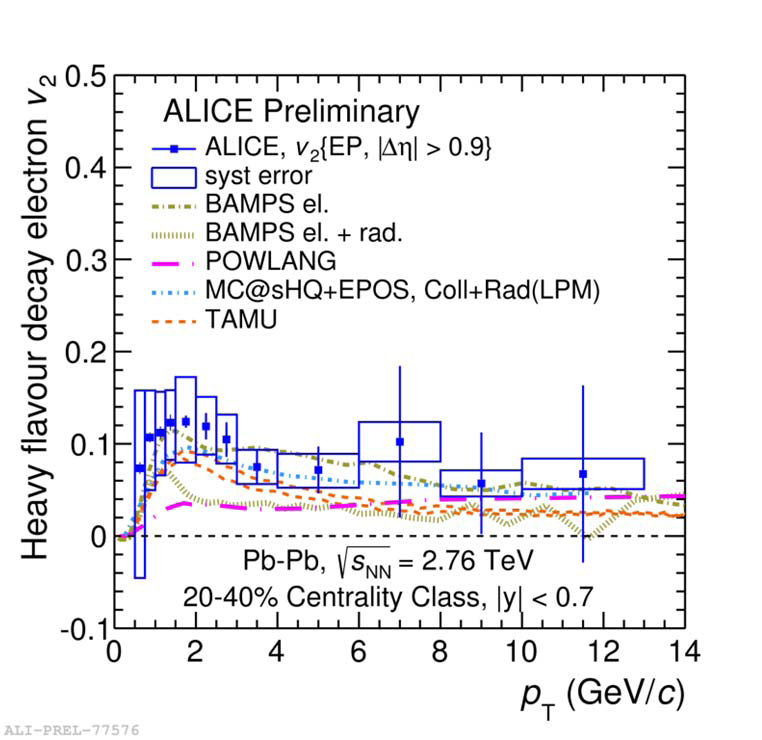 Heavy flavour decay electron v2
0.5
0.4
0.3
0.2
0.1
0
-0.1
ALICE Preliminary
ALICE, v2{EP, |Δη| > 0.9}
syst error
BAMPS el.
BAMPS el. + rad.
POWLANG
MC@sHQ+EPOS, Coll+Rad(LPM)
TAMU
Pb-Pb, √sNN = 2.76 TeV
20-40% Centrality Class, |y| < 0.7
0 2 4 6 8 10 12 14
pT (GeV/c)
ALI-PREL-77576